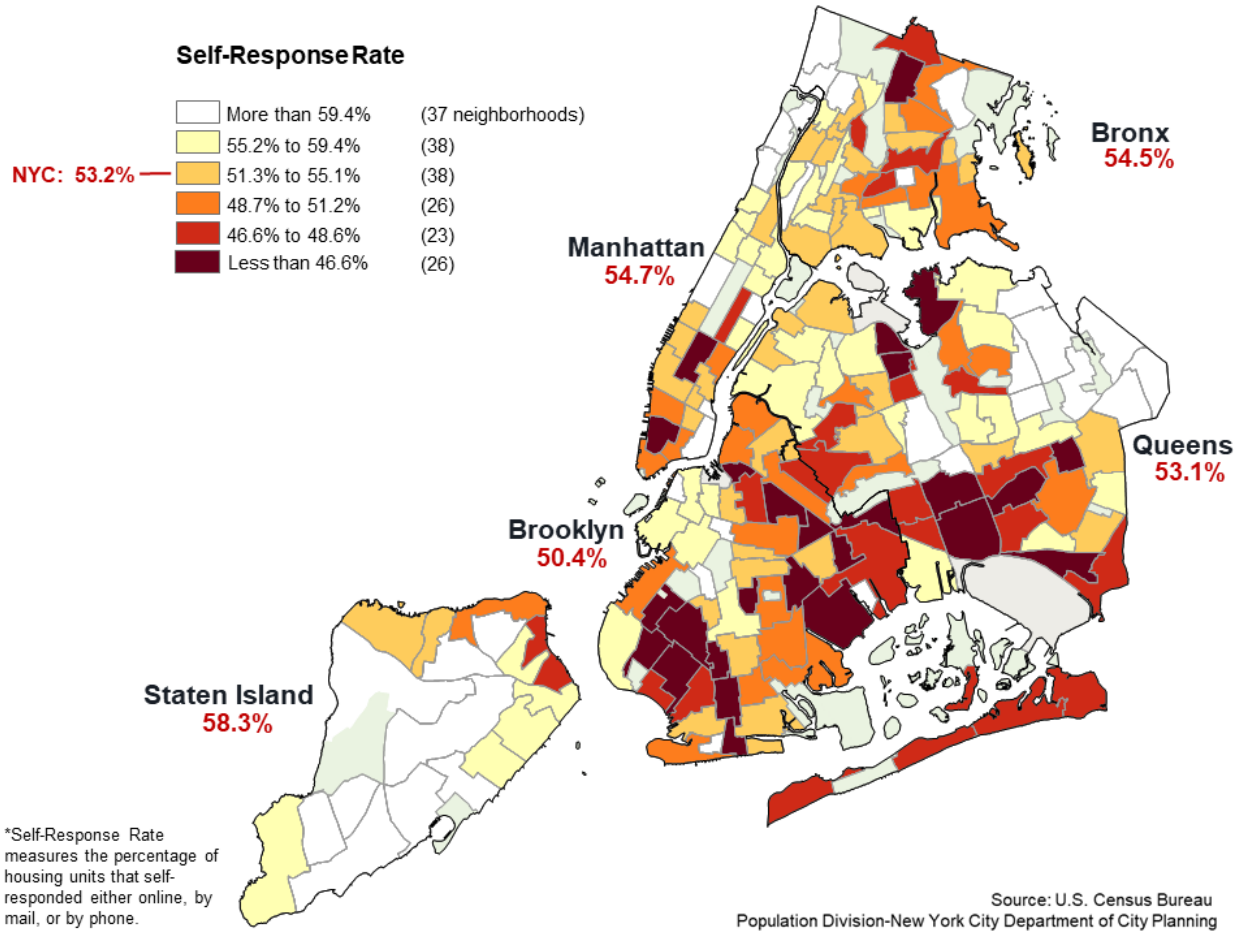 Self-Response Rate
More than 59.4% (37 neighborhoods)
55.2% to 59.4% (38)
NYC: 53.2% 51.3% to 55.1% (38)
48.7% to 51.2% (26)
46.6% to 48.6% (23)
Less than 46.6% (26)
Bronx
54.5%
Manhattan
54.7%
Queens
53.1%
Brooklyn
50.4%
Staten Island
58.3%
*Self-Response Rate
measures the percentage of
housing units that self-
responded either online, by
mail, or by phone.
Source: U.S. Census Bureau
Population Division-New York City Department of City Planning